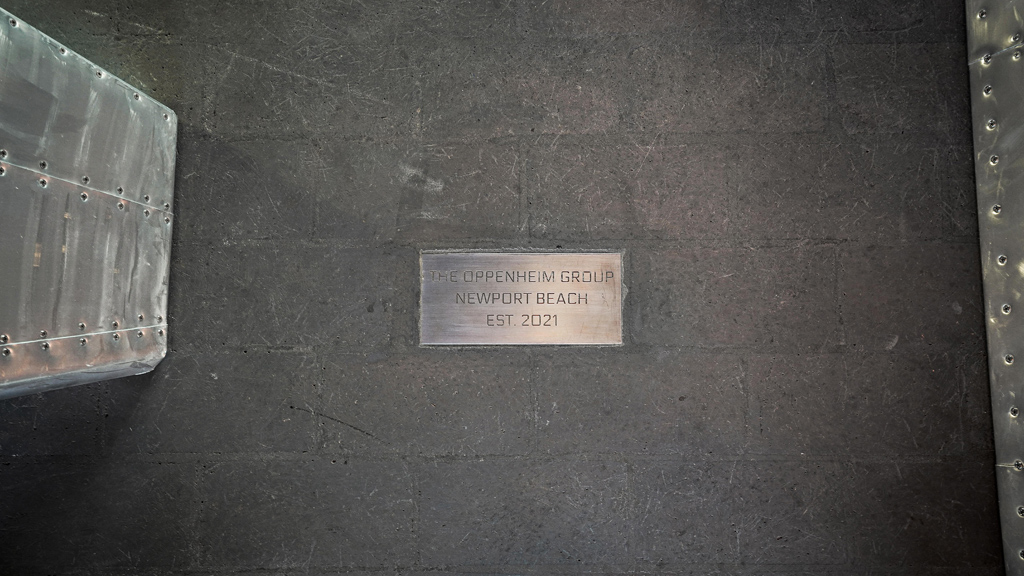 THE OPPENHEIM GROUP
NEWPORT BEACH
EST. 2021